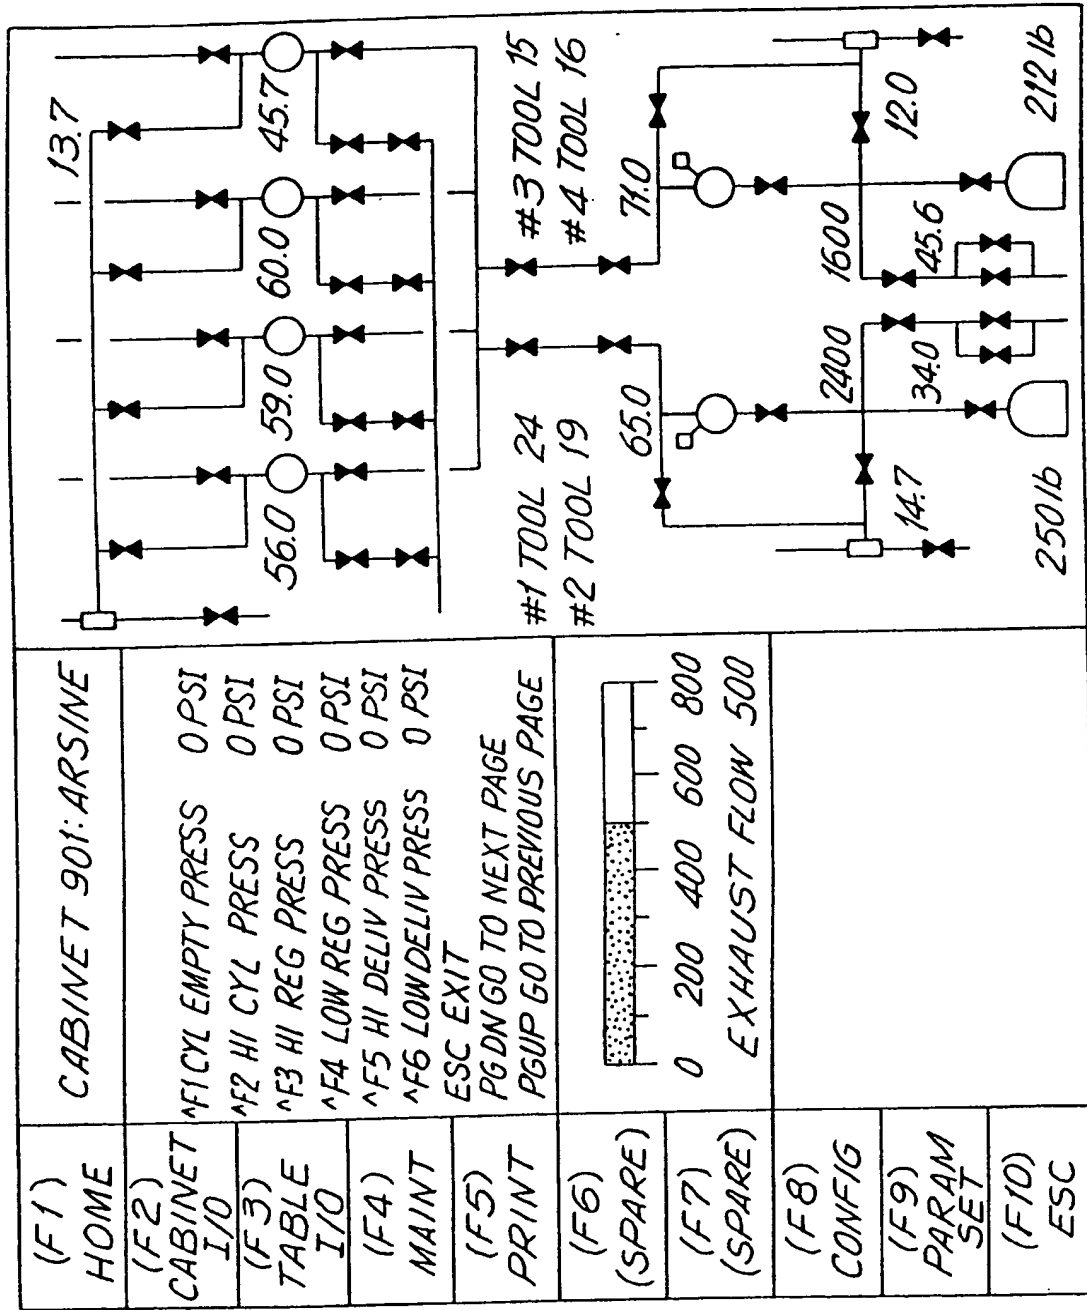 (F1)
HOME
(F2)
CABINET
I/O
(F3)
TABLE
I/O
(F4)
MAINT
(F5)
PRINT
(F6)
(SPARE)
(F7)
(SPARE)
(F8)
CONFIG
(F9)
PARAM
SET
(F10)
ESC
CABINET 901: ARSINE
^F1 CYL EMPTY PRESS 0 PSI
^F2 HI CYL PRESS 0 PSI
^F3 HI REG PRESS 0 PSI
^F4 LOW REG PRESS 0 PSI
^F5 HI DELIV PRESS 0 PSI
^F6 LOW DELIV PRESS 0 PSI
ESC EXIT
PG DN GO TO NEXT PAGE
PGUP GO TO PREVIOUS PAGE
0 200 400 600 800
EXHAUST FLOW 500
13.7
56.0 59.0 60.0 45.7
#1 TOOL 24 #3 TOOL 15
#2 TOOL 19 #4 TOOL 16
65.0 71.0
2400 1600
14.7 34.0 45.6 12.0
250 lb 212 lb